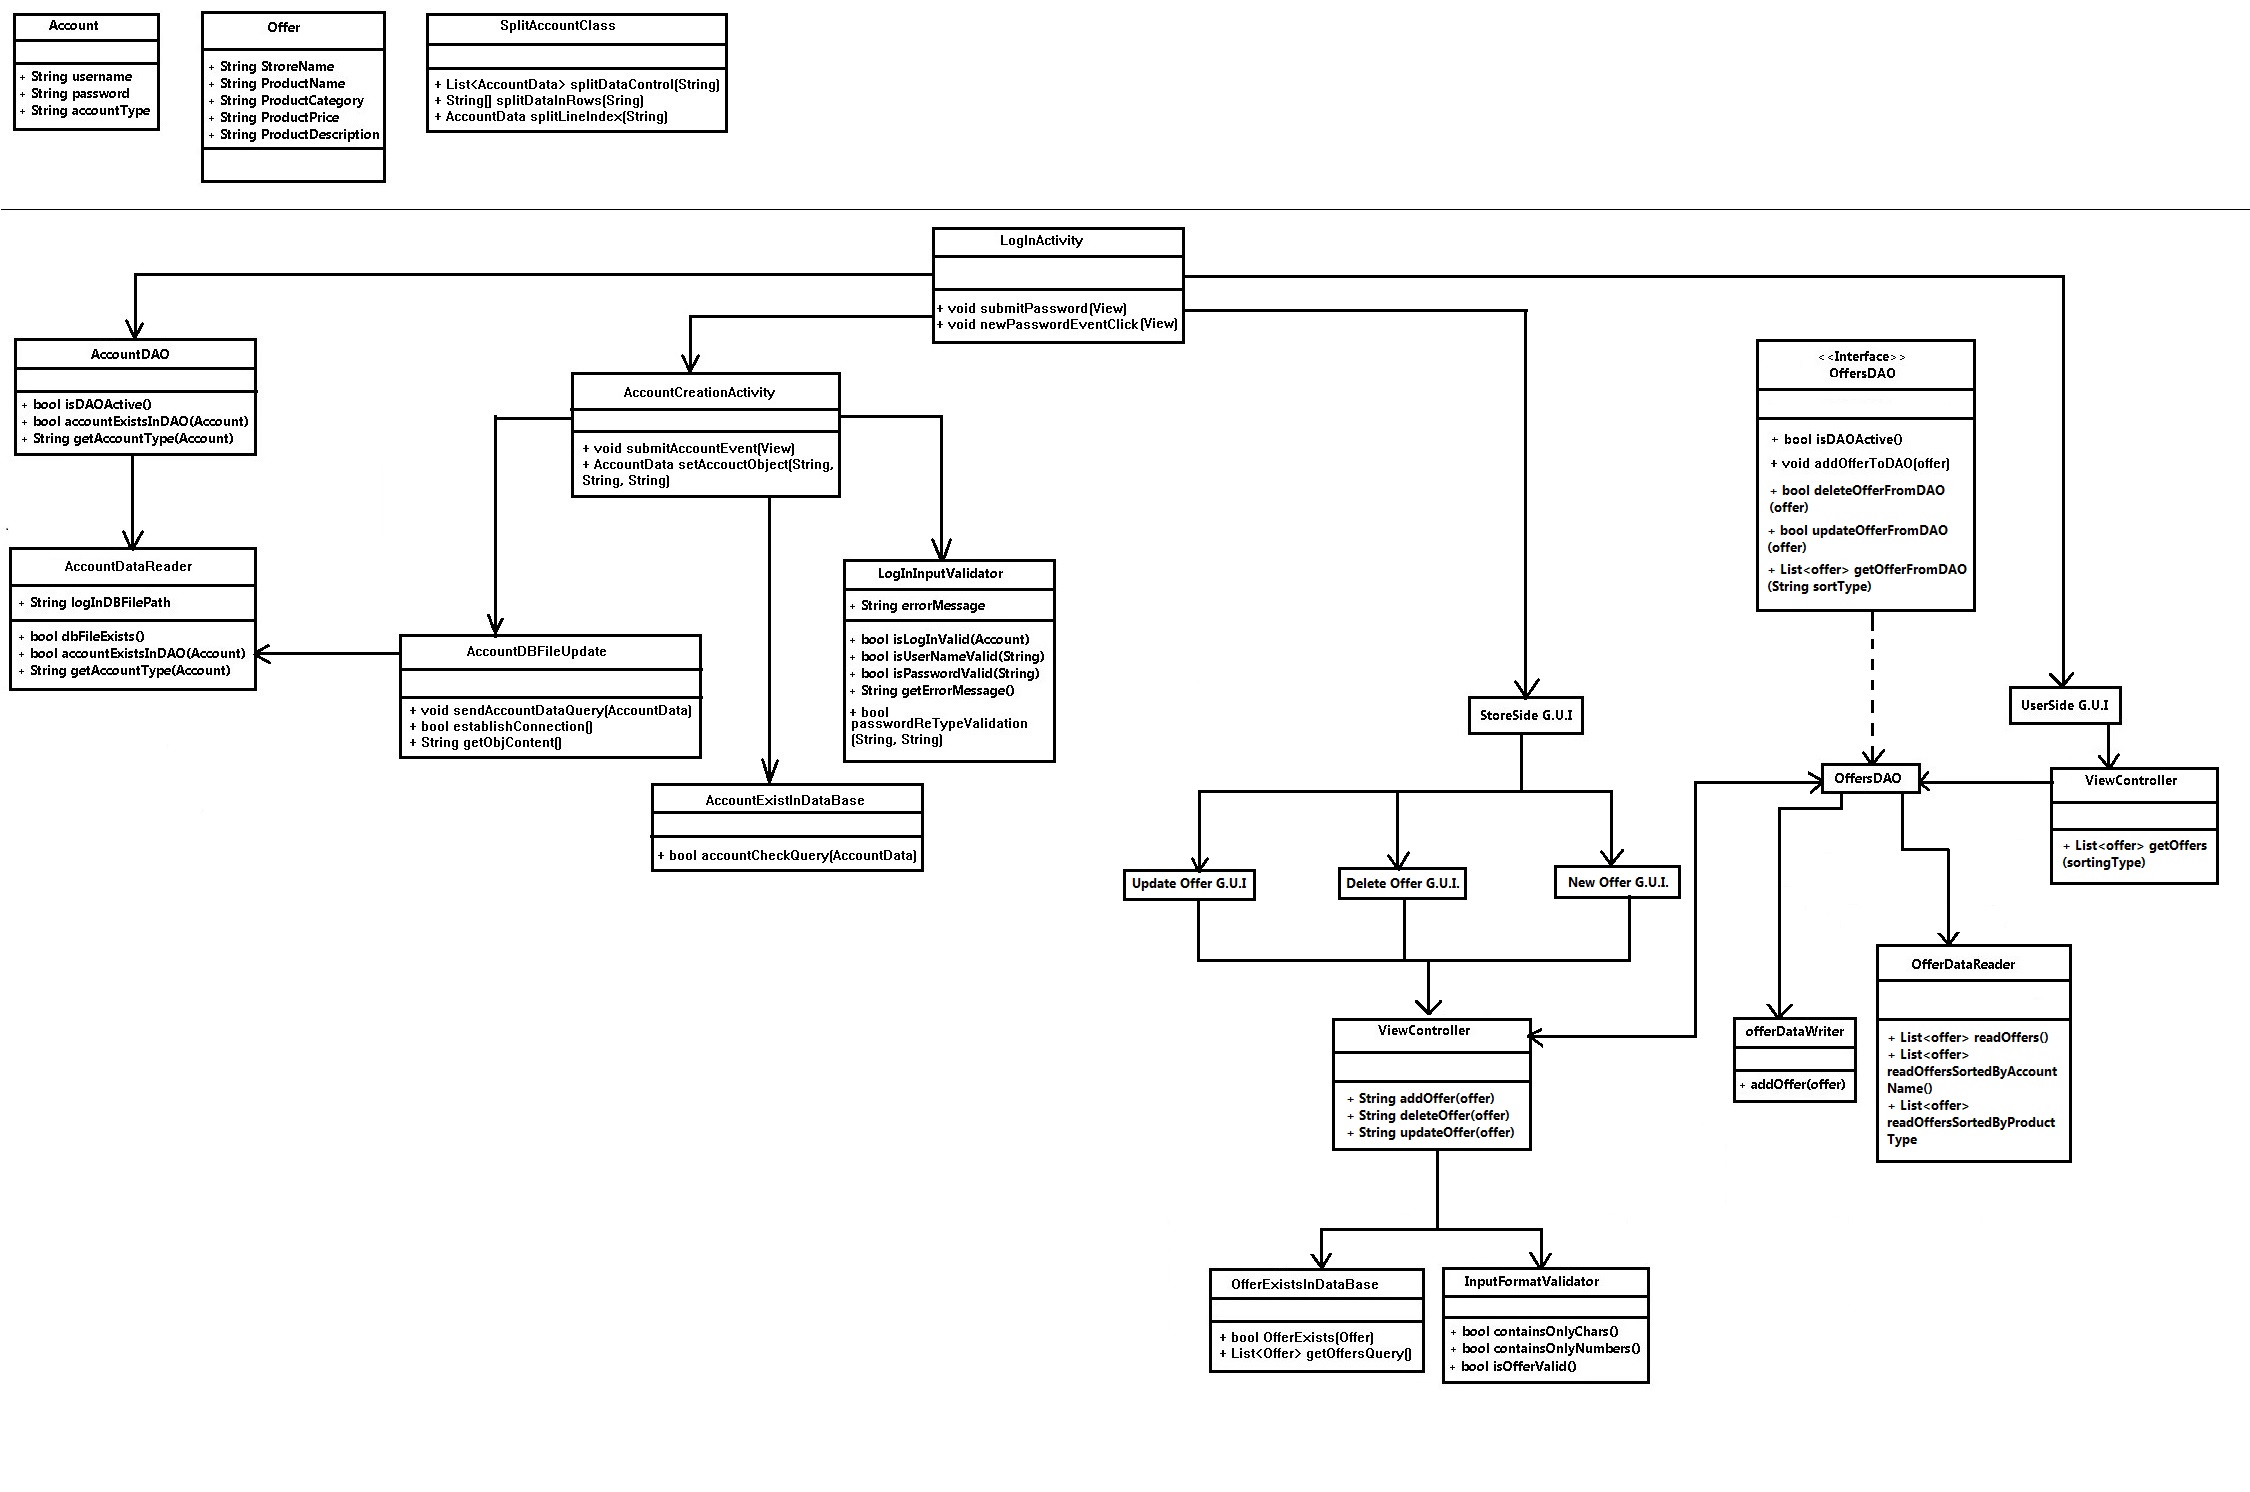 Account
+ String username
+ String password
+ String accountType
Offer
+ String StroreName
+ String ProductName
+ String ProductCategory
+ String ProductPrice
+ String ProductDescription
SplitAccountClass
+ List<AccountData> splitDataControl(String)
+ String[] splitDataInRows(Sring)
+ AccountData splitLineIndex(String)
LogInActivity
+ void submitPassword(View)
+ void newPasswordEventClick(View)
AccountDAO
+ bool isDAOActive()
+ bool accountExistsInDAO(Account)
+ String getAccountType(Account)
AccountCreationActivity
+ void submitAccountEvent(View)
+ AccountData setAccouctObject(String,
String, String)
<<Interface>>
OffersDAO
+ bool isDAOActive()
+ void addOfferToDAO(offer)
+ bool deleteOfferFromDAO
(offer)
+ bool updateOfferFromDAO
(offer)
+ List<offer> getOfferFromDAO
(String sortType)
AccountDataReader
+ String logInDBFilePath
+ bool dbFileExists()
+ bool accountExistsInDAO(Account)
+ String getAccountType(Account)
AccountDBFileUpdate
+ void sendAccountDataQuery(AccountData)
+ bool establishConnection()
+ String getObjContent()
LogInInputValidator
+ String errorMessage
+ bool isLogInValid(Account)
+ bool isUserNameValid(String)
+ bool isPasswordValid(String)
+ String getErrorMessage()
+ bool
passwordReTypeValidation
(String, String)
AccountExistInDataBase
+ bool accountCheckQuery(AccountData)
StoreSide G.U.I
UserSide G.U.I
OffersDAO
ViewController
+ List<offer> getOffers
(sortingType)
Update Offer G.U.I
Delete Offer G.U.I.
New Offer G.U.I.
ViewController
+ String addOffer(offer)
+ String deleteOffer(offer)
+ String updateOffer(offer)
offerDataWriter
+ addOffer(offer)
OfferDataReader
+ List<offer> readOffers()
+ List<offer>
readOffersSortedByAccount
Name()
+ List<offer>
readOffersSortedByProduct
Type
OfferExistsInDataBase
+ bool OfferExists(Offer)
+ List<Offer> getOffersQuery()
InputFormatValidator
+ bool containsOnlyChars()
+ bool containsOnlyNumbers()
+ bool isOfferValid()